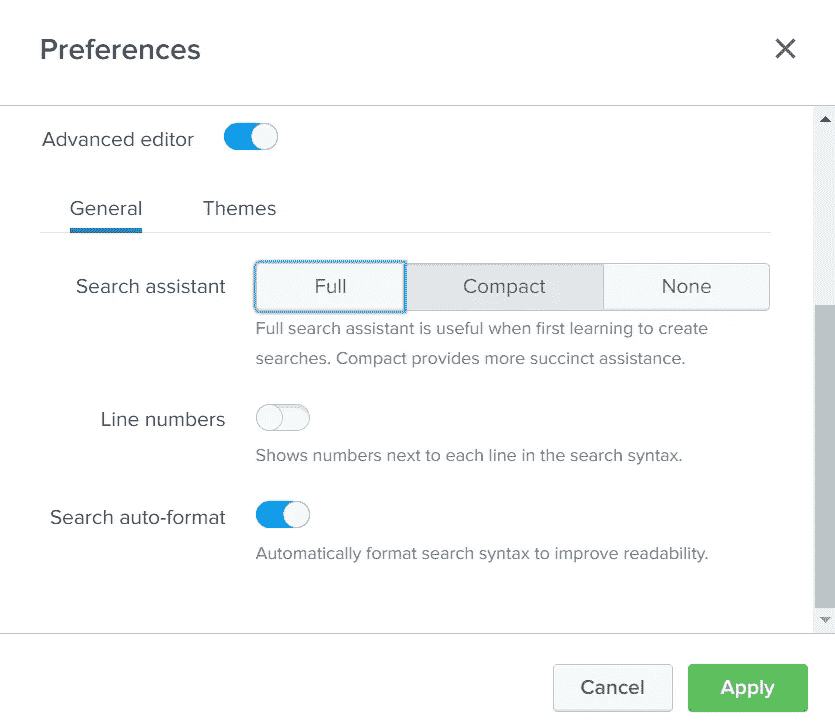 Preferences
Advanced editor
General Themes
Search assistant Full Compact None
Full search assistant is useful when first learning to create
searches. Compact provides more succinct assistance.
Line numbers
Shows numbers next to each line in the search syntax.
Search auto-format
Automatically format search syntax to improve readability.
Cancel Apply